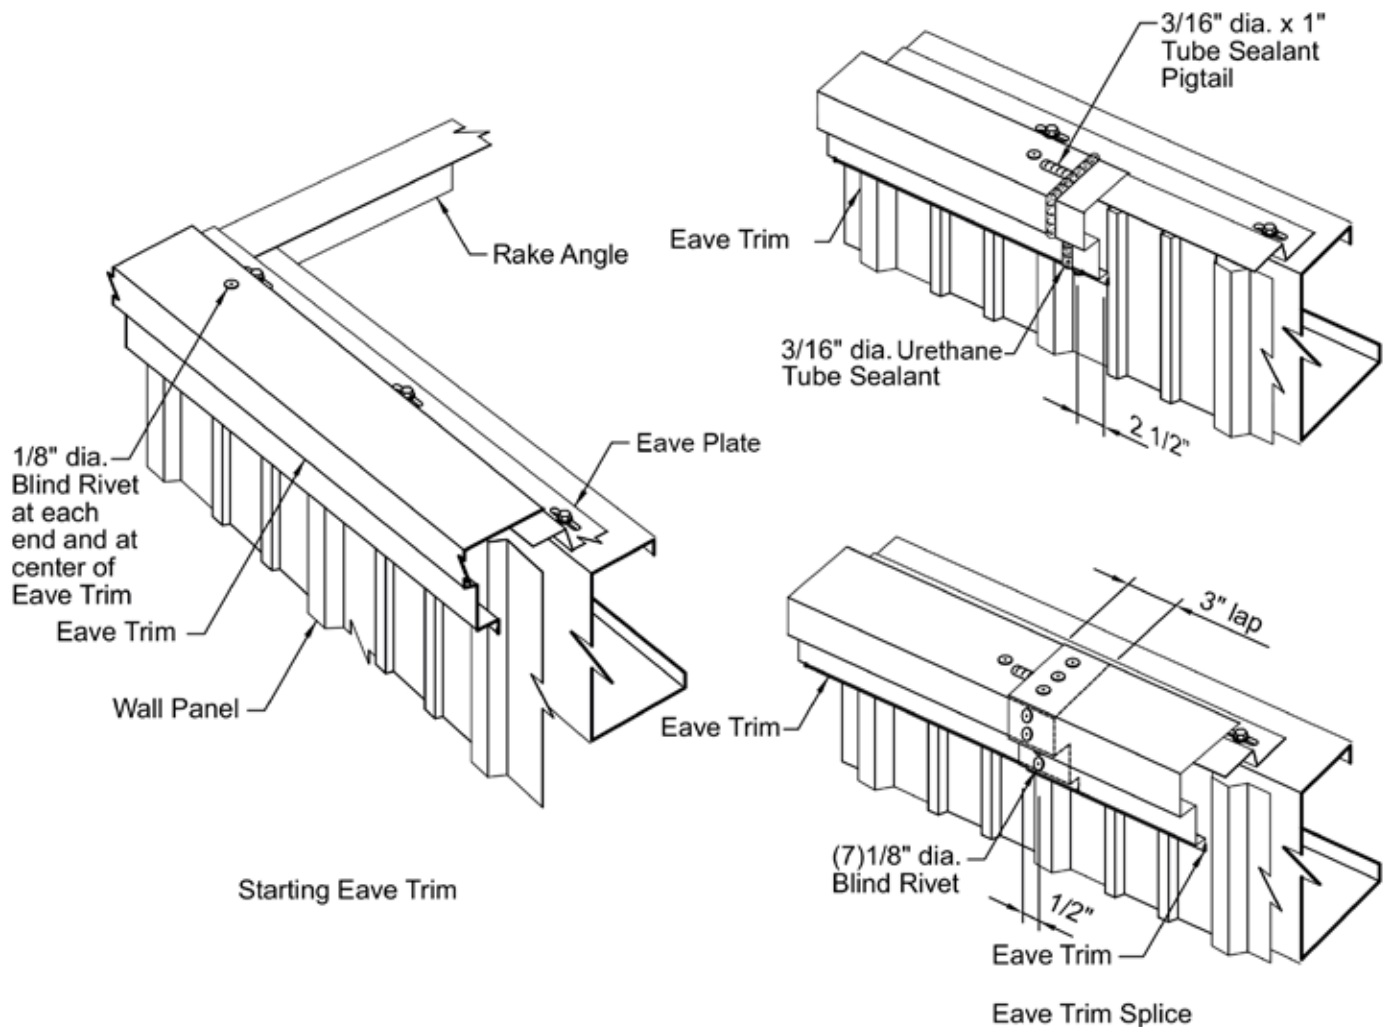 Rake Angle
Eave Plate
1/8" dia.
Blind Rivet
at each
end and at
center of
Eave Trim
Eave Trim
Wall Panel
Starting Eave Trim
3/16" dia. x 1"
Tube Sealant
Pigtail
Eave Trim
3/16" dia. Urethane
Tube Sealant
2 1/2"
3" lap
Eave Trim
(7)1/8" dia.
Blind Rivet
1/2"
Eave Trim
Eave Trim Splice